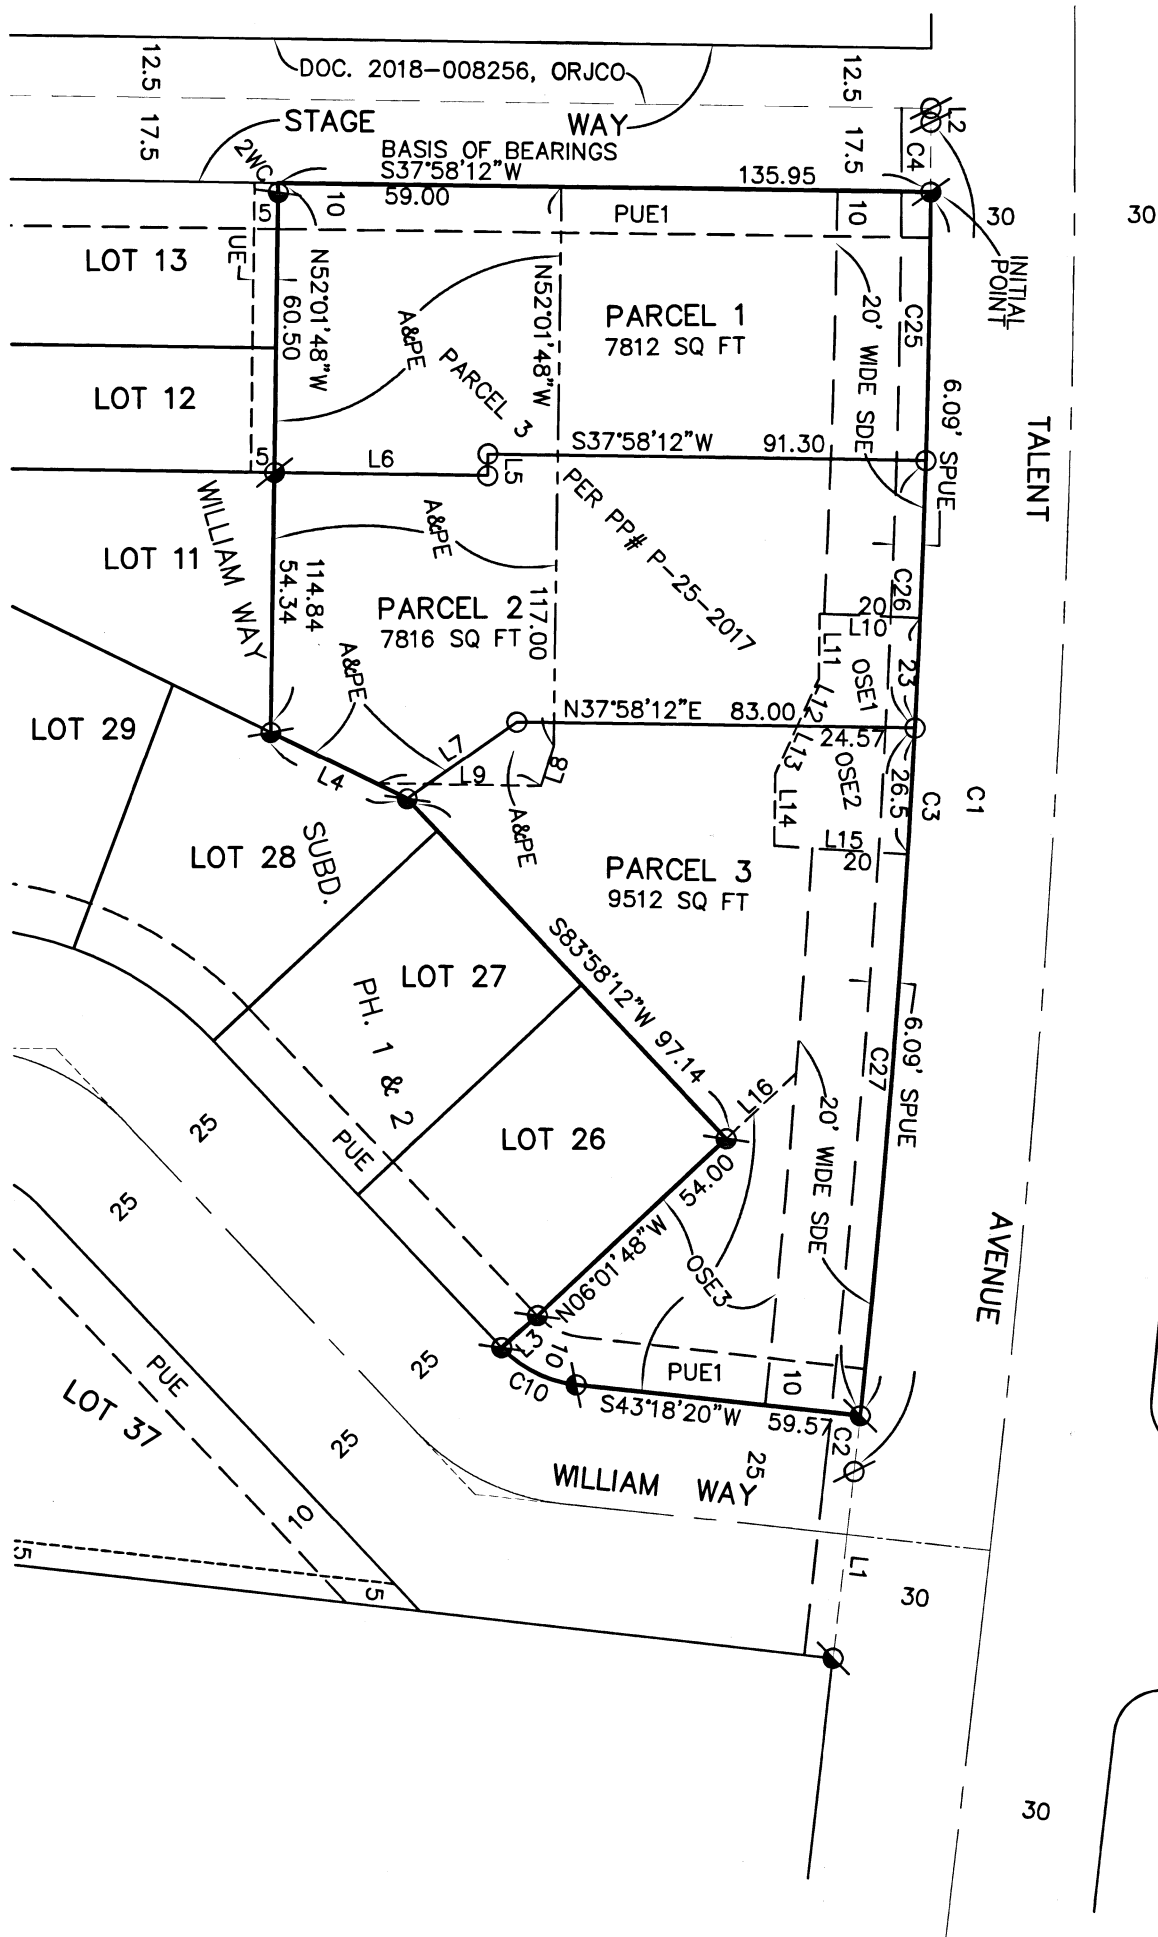 12.5
DOC. 2018-008256, ORJCO
12.5
L2
17.5
STAGE WAY
17.5
C4
2WC
BASIS OF BEARINGS
S37°58'12"W 135.95
59.00
10
5
PUE1
10
30
30
INITIAL
POINT
LOT 13
UE
N52°01'48"W
60.50
A&PE
N52°01'48"W
PARCEL 1
7812 SQ FT
20' WIDE SDE
C25
6.09' SPUE
LOT 12
PARCEL 3
PER PP# P-25-2017
TALENT
5
L6
L5
S37°58'12"W 91.30
LOT 11
WILLIAM WAY
A&PE
114.84
54.34
PARCEL 2
7816 SQ FT
117.00
C26
20
L10
L11
OSE1
23
L12
A&PE
N37°58'12"E 83.00
24.57
LOT 29
L4
L7
L9
L8
A&PE
L13
OSE2
26.5
L14
C3
C1
L15
20
LOT 28
SUBD.
PARCEL 3
9512 SQ FT
LOT 27
S83°58'12"W 97.14
PH. 1 & 2
6.09' SPUE
C27
L16
20' WIDE SDE
25
25
PUE
LOT 26
54.00
N06°01'48"W
OSE3
AVENUE
L3
10
25
C10
PUE1
10
S43°18'20"W 59.57
PUE
LOT 37
25
C2
25
WILLIAM WAY
10
L1
30
5
5
30